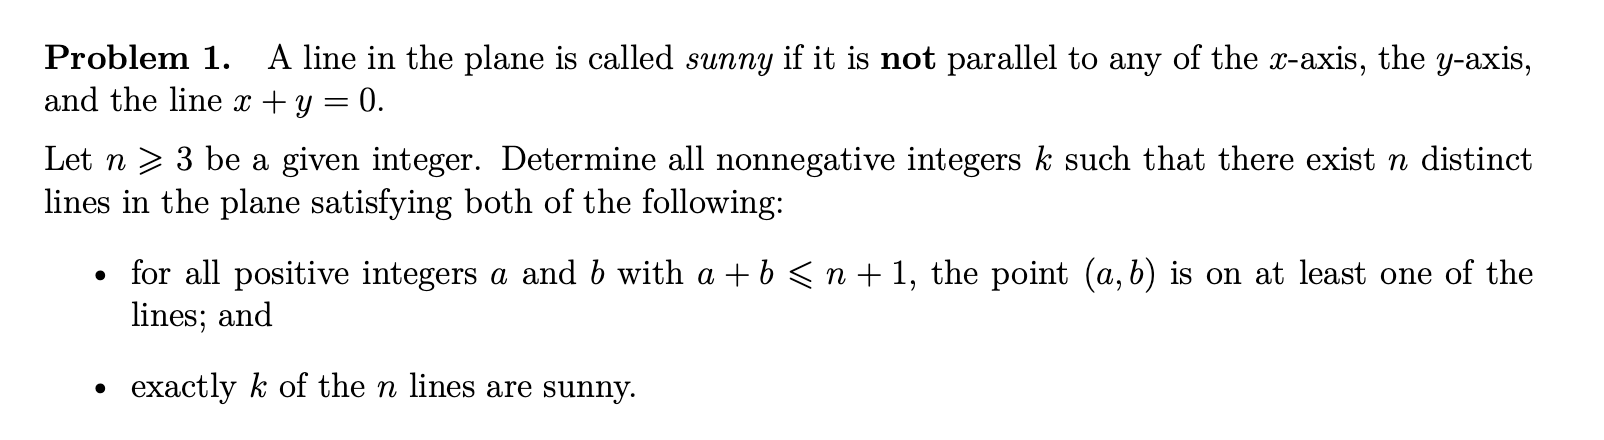 Problem 1. A line in the plane is called sunny if it is not parallel to any of the x-axis, the y-axis,
and the line x + y = 0.
Let n ⩾ 3 be a given integer. Determine all nonnegative integers k such that there exist n distinct
lines in the plane satisfying both of the following:
• for all positive integers a and b with a + b ⩽ n + 1, the point (a, b) is on at least one of the
lines; and
• exactly k of the n lines are sunny.